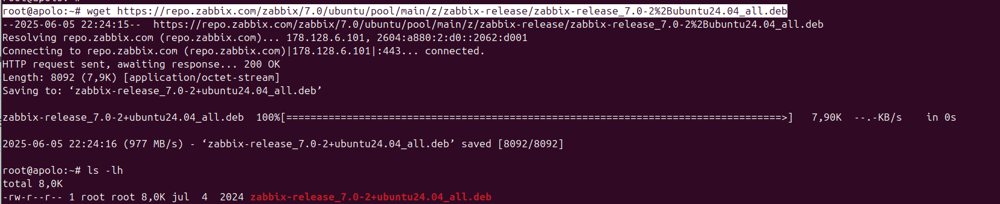 root@apolo:~# wget https://repo.zabbix.com/zabbix/7.0/ubuntu/pool/main/z/zabbix-release/zabbix-release_7.0-2%2Bubuntu24.04_all.deb
--2025-06-05 22:24:15--  https://repo.zabbix.com/zabbix/7.0/ubuntu/pool/main/z/zabbix-release/zabbix-release_7.0-2%2Bubuntu24.04_all.deb
Resolving repo.zabbix.com (repo.zabbix.com)... 178.128.6.101, 2604:a880:2:d0::2062:d001
Connecting to repo.zabbix.com (repo.zabbix.com)|178.128.6.101|:443... connected.
HTTP request sent, awaiting response... 200 OK
Length: 8092 (7,9K) [application/octet-stream]
Saving to: ‘zabbix-release_7.0-2+ubuntu24.04_all.deb’
zabbix-release_7.0-2+ubuntu24.04_all.deb  100%[==================================================================================>]   7,90K  --.-KB/s    in 0s
2025-06-05 22:24:16 (977 MB/s) - ‘zabbix-release_7.0-2+ubuntu24.04_all.deb’ saved [8092/8092]
root@apolo:~# ls -lh
total 8,0K
-rw-r--r-- 1 root root 8,0K jul  4  2024 zabbix-release_7.0-2+ubuntu24.04_all.deb